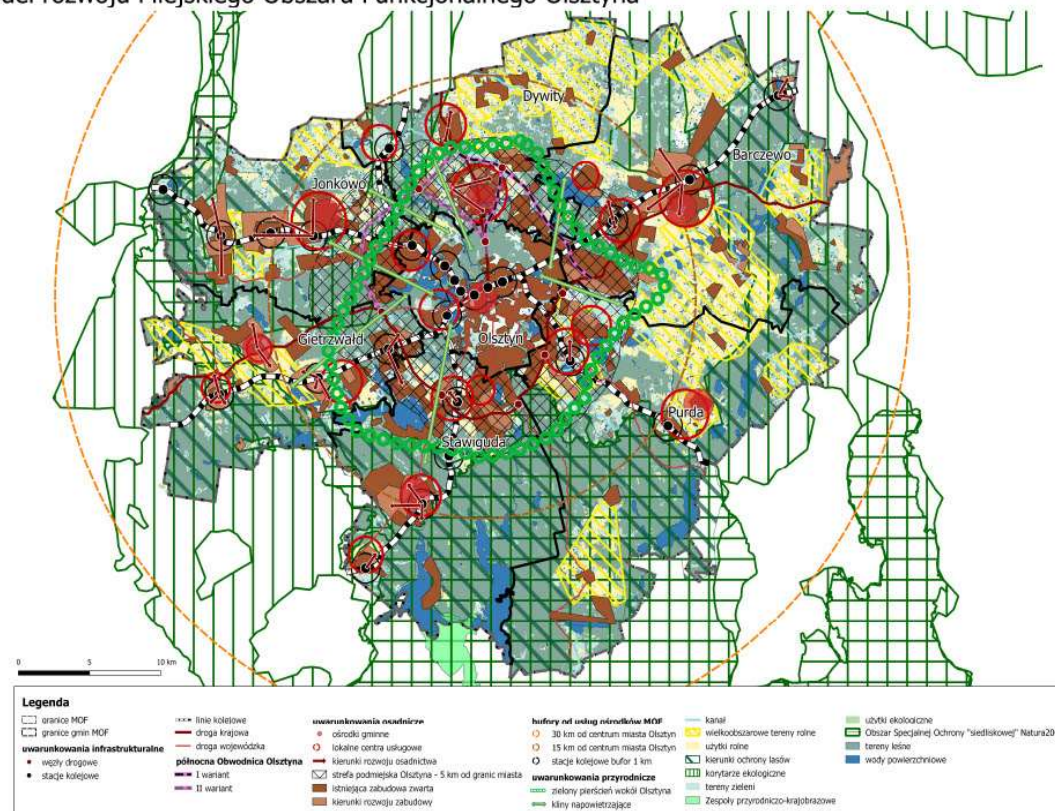 rozwoju Miejskiego Obszaru Funkcjonalnego Olsztyna
Dywity
Barczewo
Jonkowo
Gietrzwałd
Olsztyn
Purda
Stawiguda
0 5 10 km
Legenda
granice MOF
granice gmin MOF
uwarunkowania infrastrukturalne
węzły drogowe
stacje kolejowe
linie kolejowe
droga krajowa
droga wojewódzka
północna Obwodnica Olsztyna
I wariant
II wariant
uwarunkowania osadnicze
ośrodki gminne
lokalne centra usługowe
kierunki rozwoju osadnictwa
strefa podmiejska Olsztyna - 5 km od granic miasta
istniejąca zabudowa zwarta
kierunki rozwoju zabudowy
bufory od usług ośrodków MOF
30 km od centrum miasta Olsztyn
15 km od centrum miasta Olsztyn
stacje kolejowe bufor 1 km
uwarunkowania przyrodnicze
zielony pierścień wokół Olsztyna
kliny napowietrzające
kanał
wielkoobszarowe tereny rolne
użytki rolne
kierunki ochrony lasów
korytarze ekologiczne
tereny zieleni
Zespoły przyrodniczo-krajobrazowe
użytki ekologiczne
Obszar Specjalnej Ochrony "siedliskowej" Natura20
tereny leśne
wody powierzchniowe